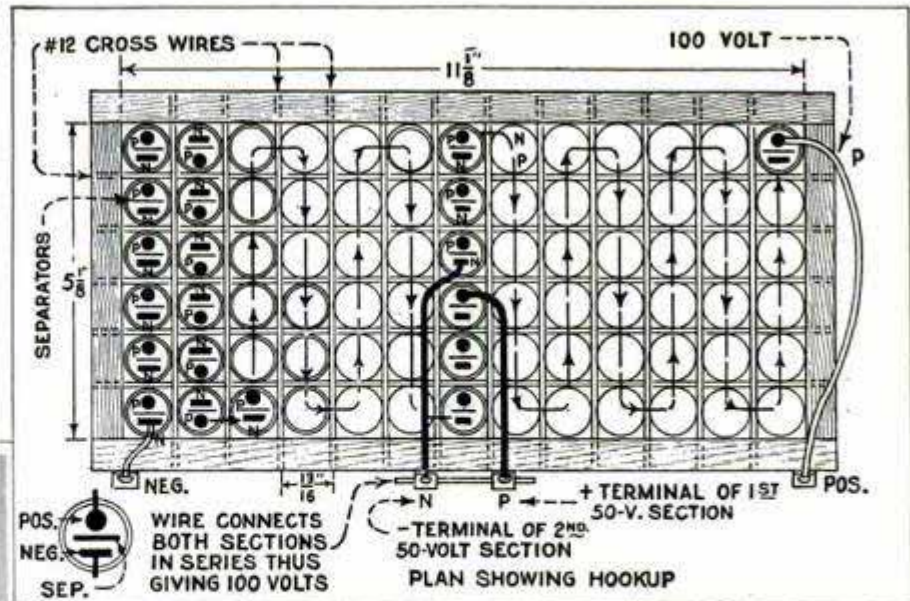 #12 CROSS WIRES
100 VOLT
11 1/8"
P
SEPARATORS
5 1/8"
N
P
P
N
NEG.
13/16"
N
P
POS.
+ TERMINAL OF 1ST
50-V. SECTION
- TERMINAL OF 2ND.
50-VOLT SECTION
WIRE CONNECTS
BOTH SECTIONS
IN SERIES THUS
GIVING 100 VOLTS
POS.
NEG.
SEP.
PLAN SHOWING HOOKUP